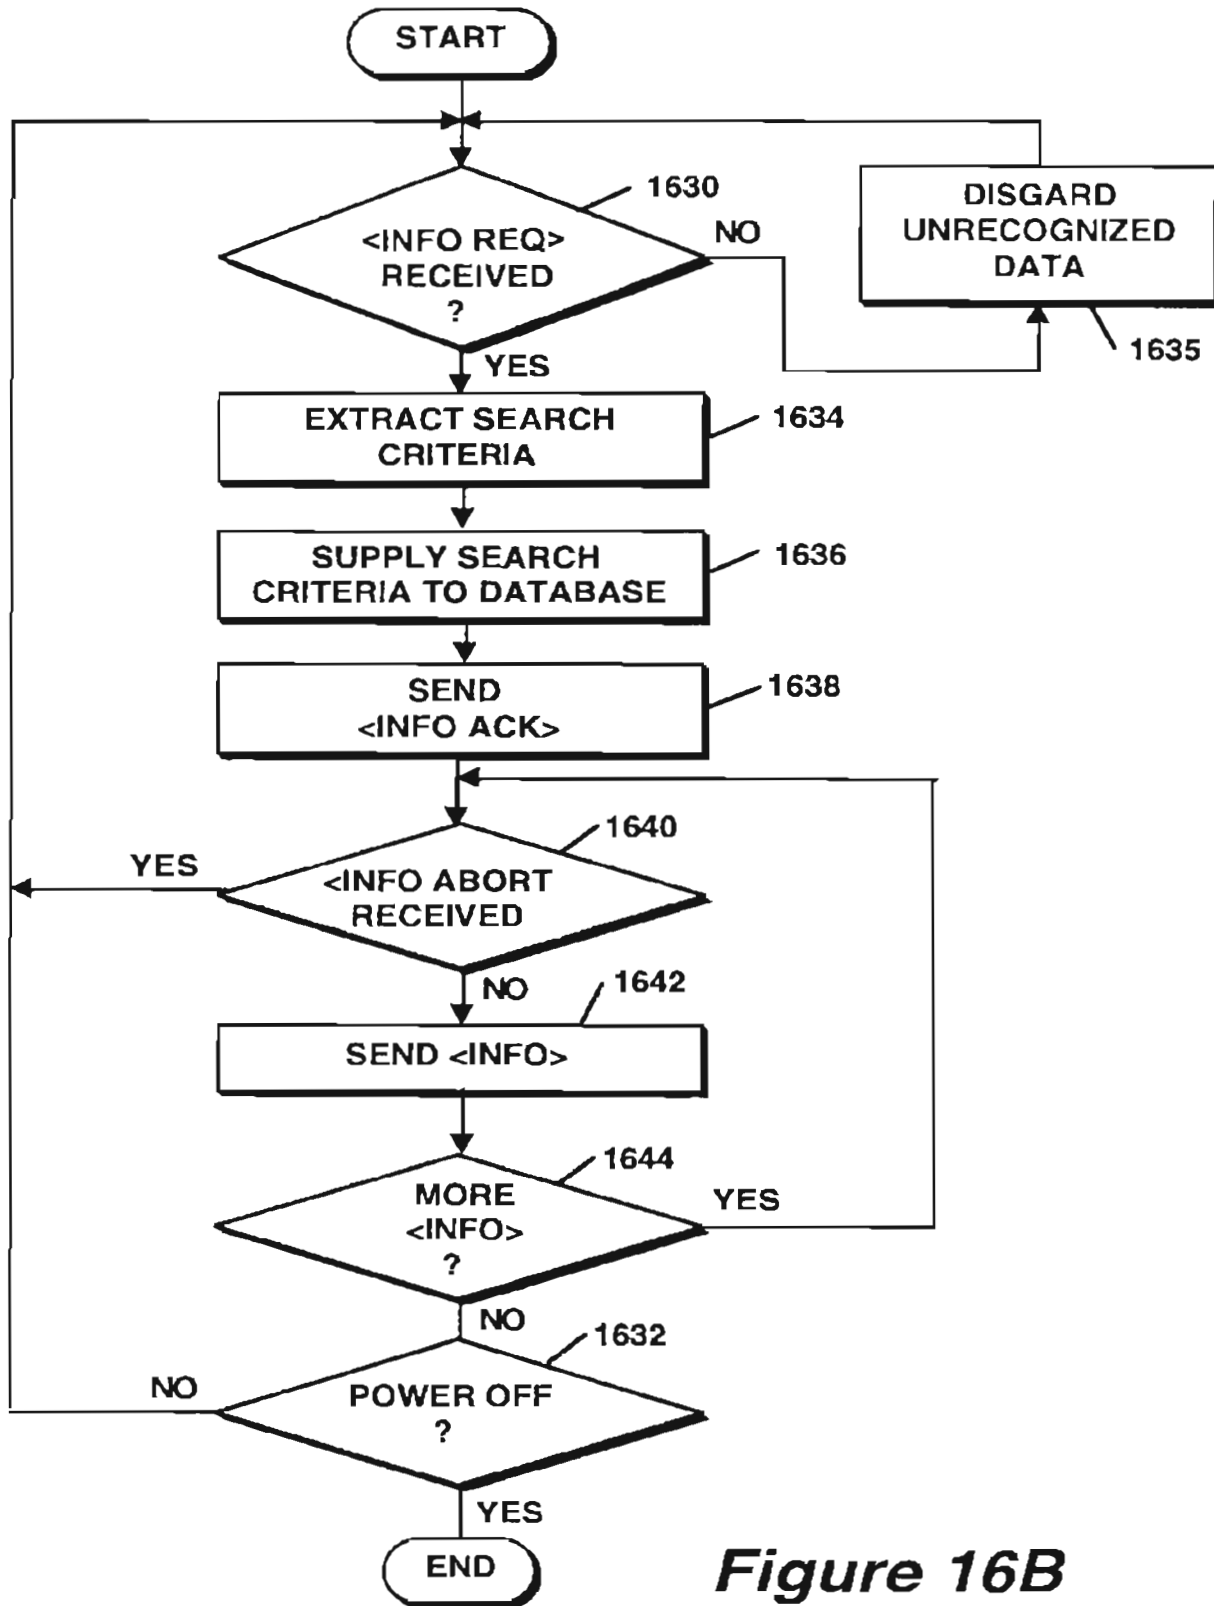 START
1630
<INFO REQ>
RECEIVED
?
NO
DISGARD
UNRECOGNIZED
DATA
1635
YES
EXTRACT SEARCH
CRITERIA
1634
SUPPLY SEARCH
CRITERIA TO DATABASE
1636
SEND
<INFO ACK>
1638
1640
YES
<INFO ABORT
RECEIVED
NO
1642
SEND <INFO>
1644
MORE
<INFO>
?
YES
NO
1632
NO
POWER OFF
?
YES
END
Figure 16B